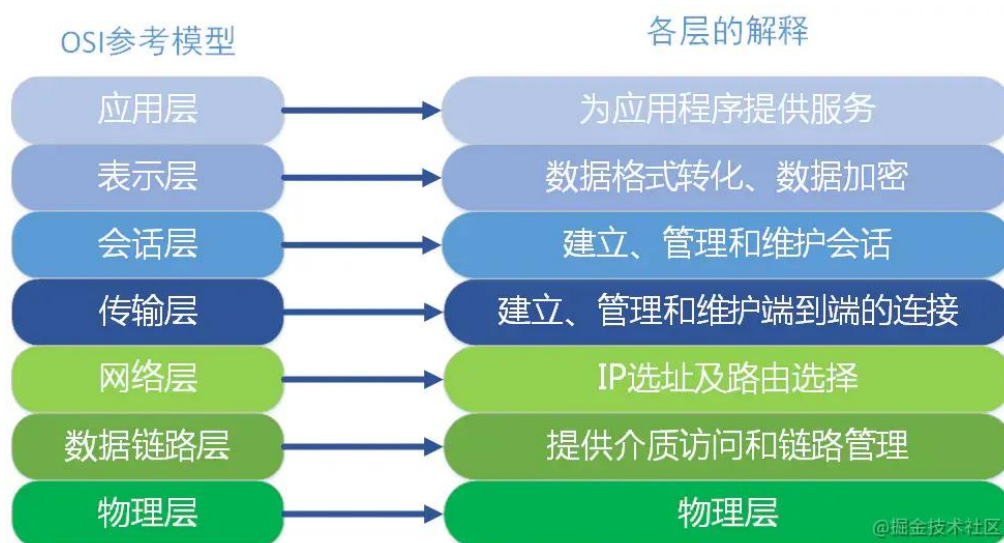 OSI参考模型
各层的解释
应用层
为应用程序提供服务
表示层
数据格式转化、数据加密
会话层
建立、管理和维护会话
传输层
建立、管理和维护端到端的连接
网络层
IP选址及路由选择
数据链路层
提供介质访问和链路管理
物理层
物理层
@掘金技术社区